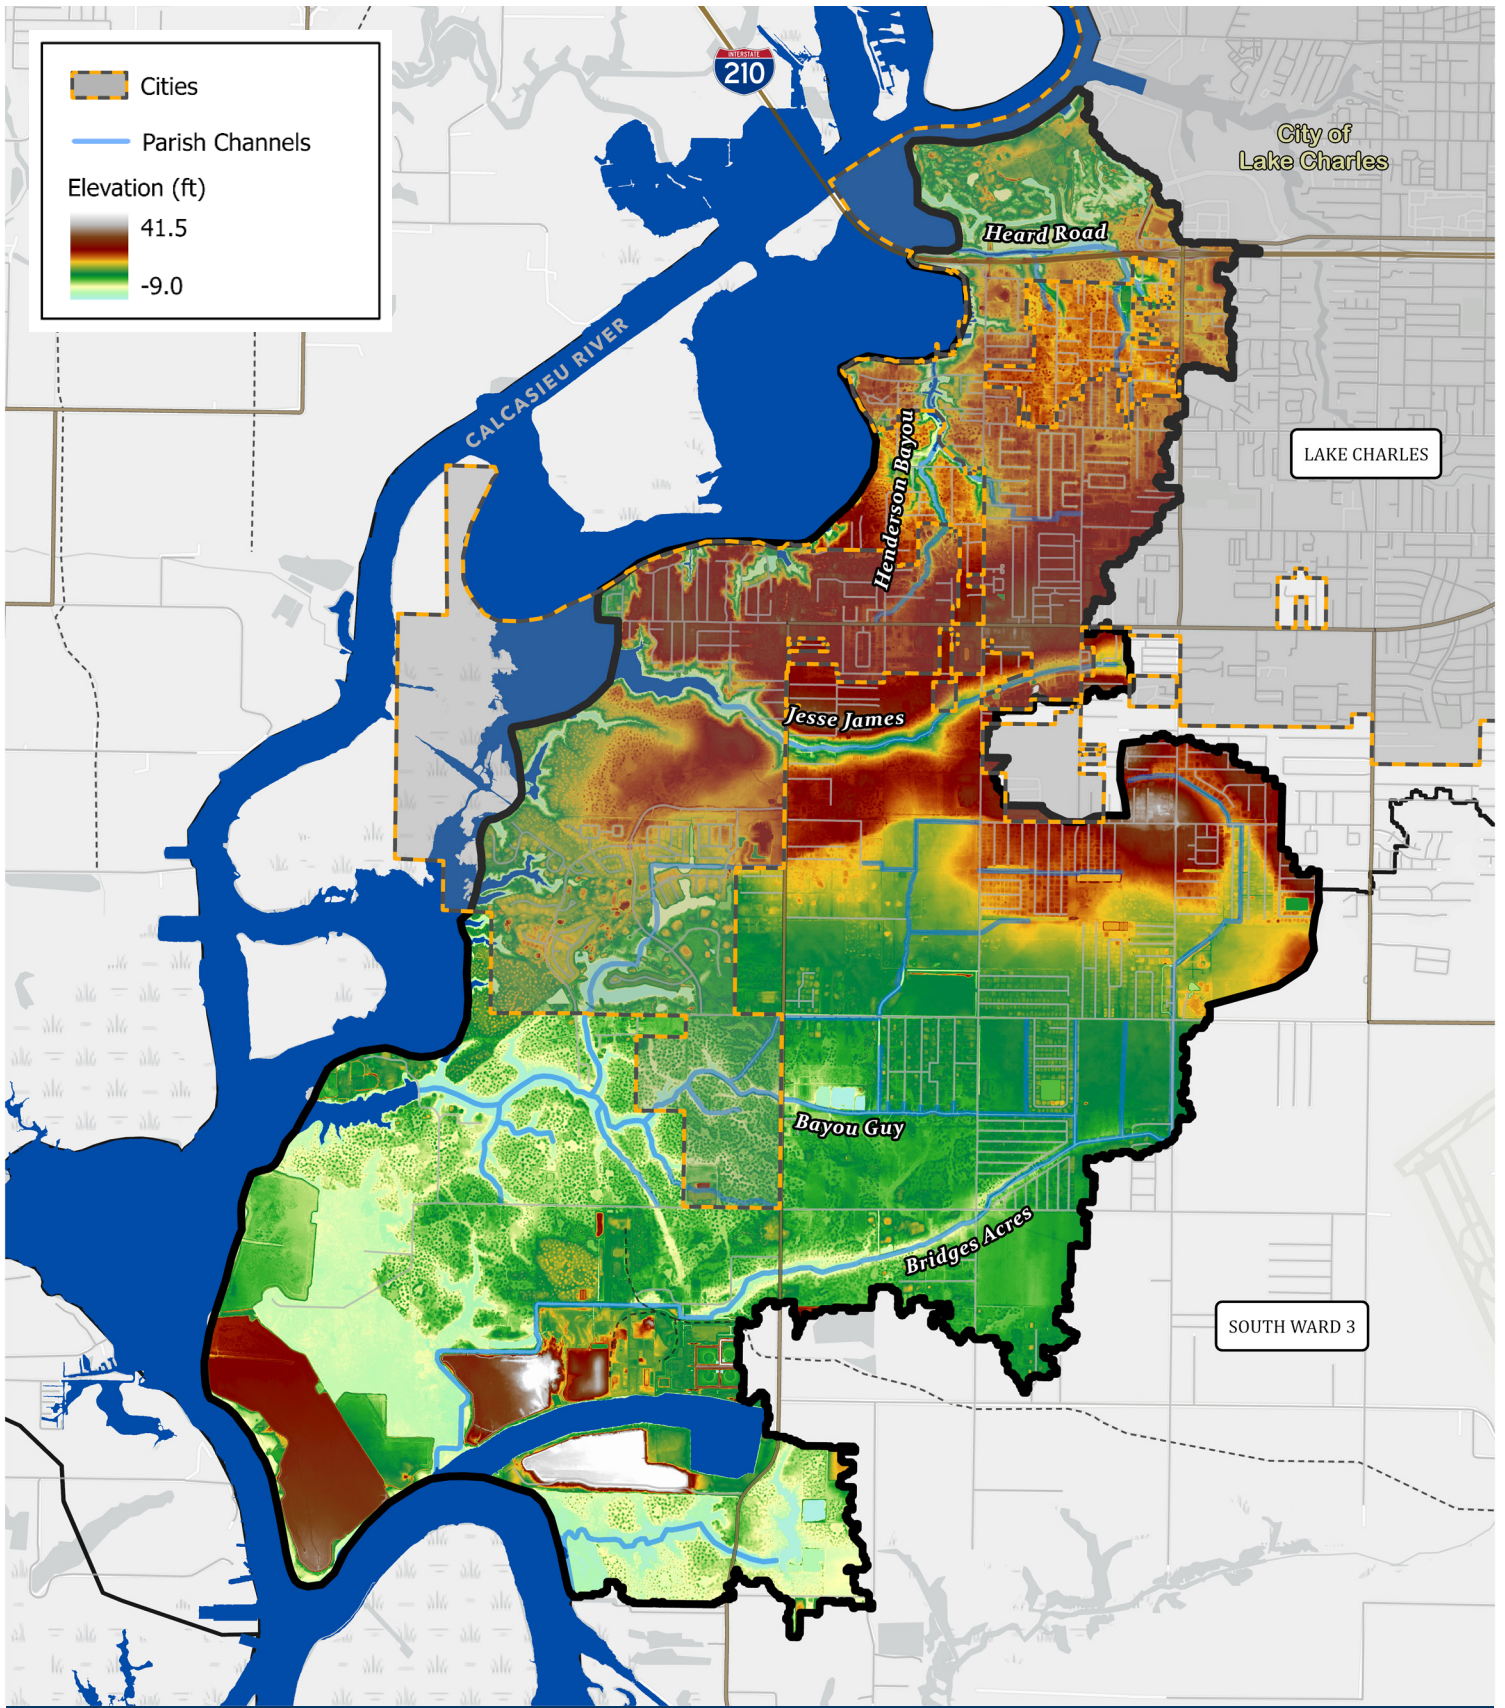 Cities
Parish Channels
Elevation (ft)
41.5
-9.0
INTERSTATE
210
City of
Lake Charles
Heard Road
CALCASIEU RIVER
Henderson Bayou
LAKE CHARLES
Jesse James
Bayou Guy
Bridges Acres
SOUTH WARD 3